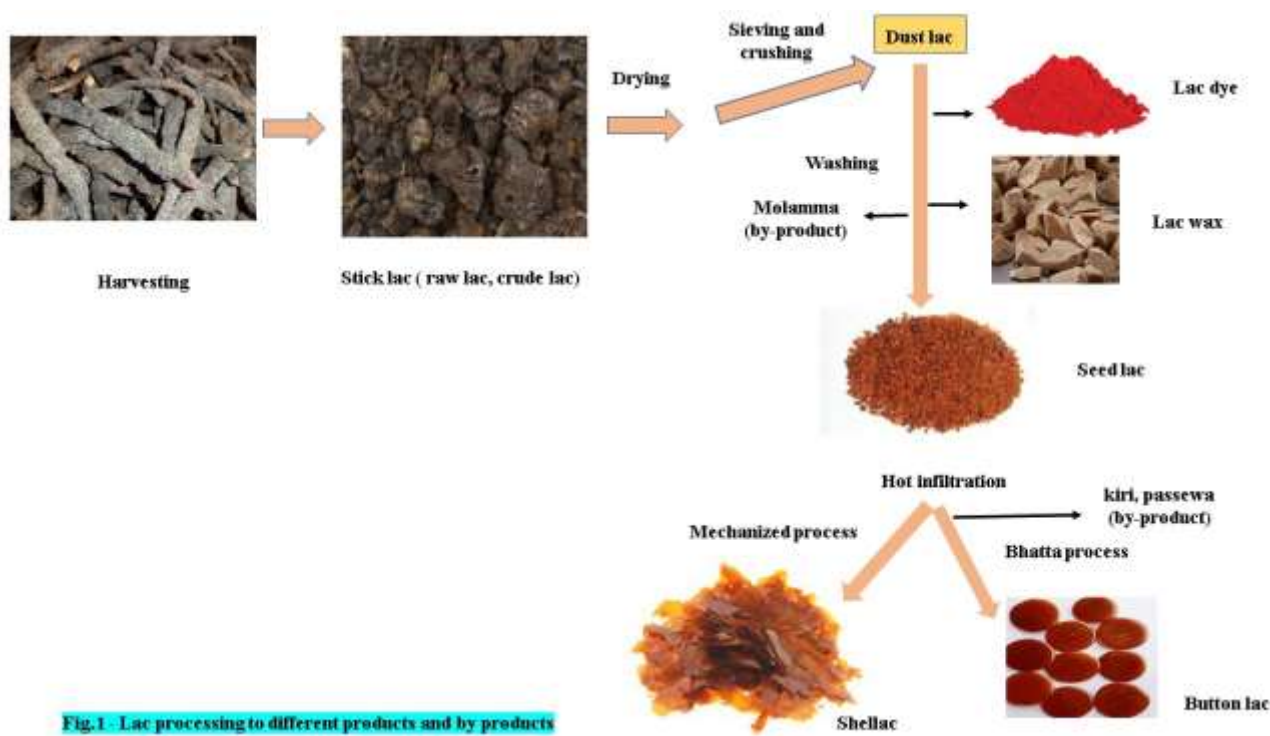 Harvesting
Stick lac ( raw lac, crude lac)
Drying
Sieving and
crushing
Dust lac
Lac dye
Washing
Molamma
(by-product)
Lac wax
Seed lac
Hot infiltration
kiri, passewa
(by-product)
Mechanized process
Bhatta process
Shellac
Button lac
Fig.1 - Lac processing to different products and by products